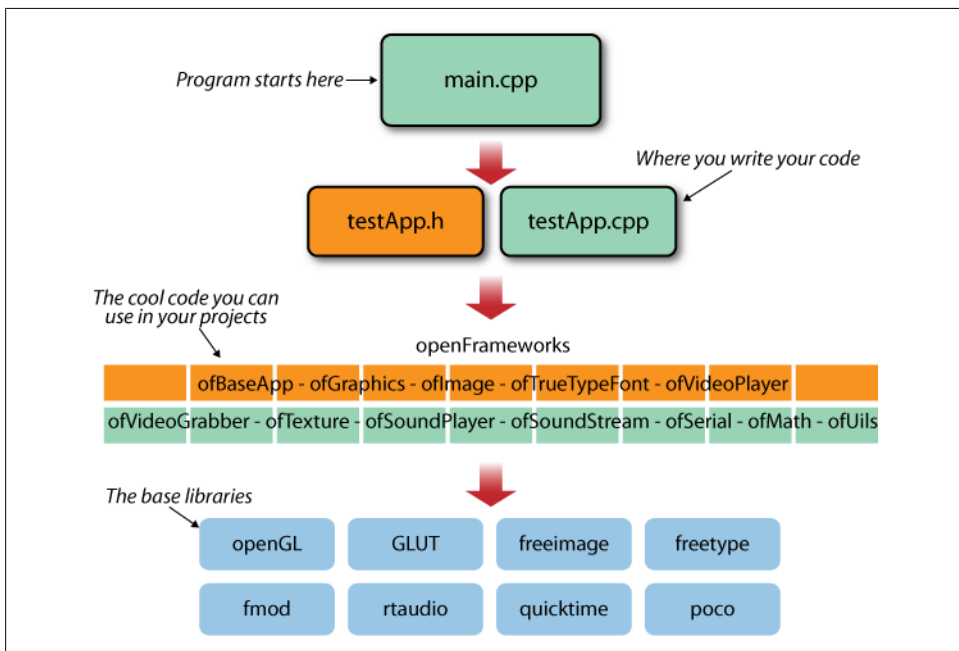 main.cpp
Program starts here
Where you write your code
testApp.h
testApp.cpp
The cool code you can
use in your projects
openFrameworks
ofBaseApp - ofGraphics - ofImage - ofTrueTypeFont - ofVideoPlayer
ofVideoGrabber - ofTexture - ofSoundPlayer - ofSoundStream - ofSerial - ofMath - ofUils
The base libraries
openGL
GLUT
freeimage
freetype
fmod
rtaudio
quicktime
poco